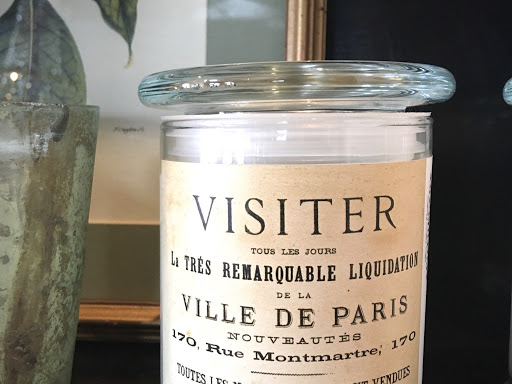 VISITER
TOUS LES JOURS
La TRÉS REMARQUABLE LIQUIDATION
DE LA
VILLE DE PARIS
NOUVEAUTÉS
170, Rue Montmartre, 170
TOUTES LES VENDUES